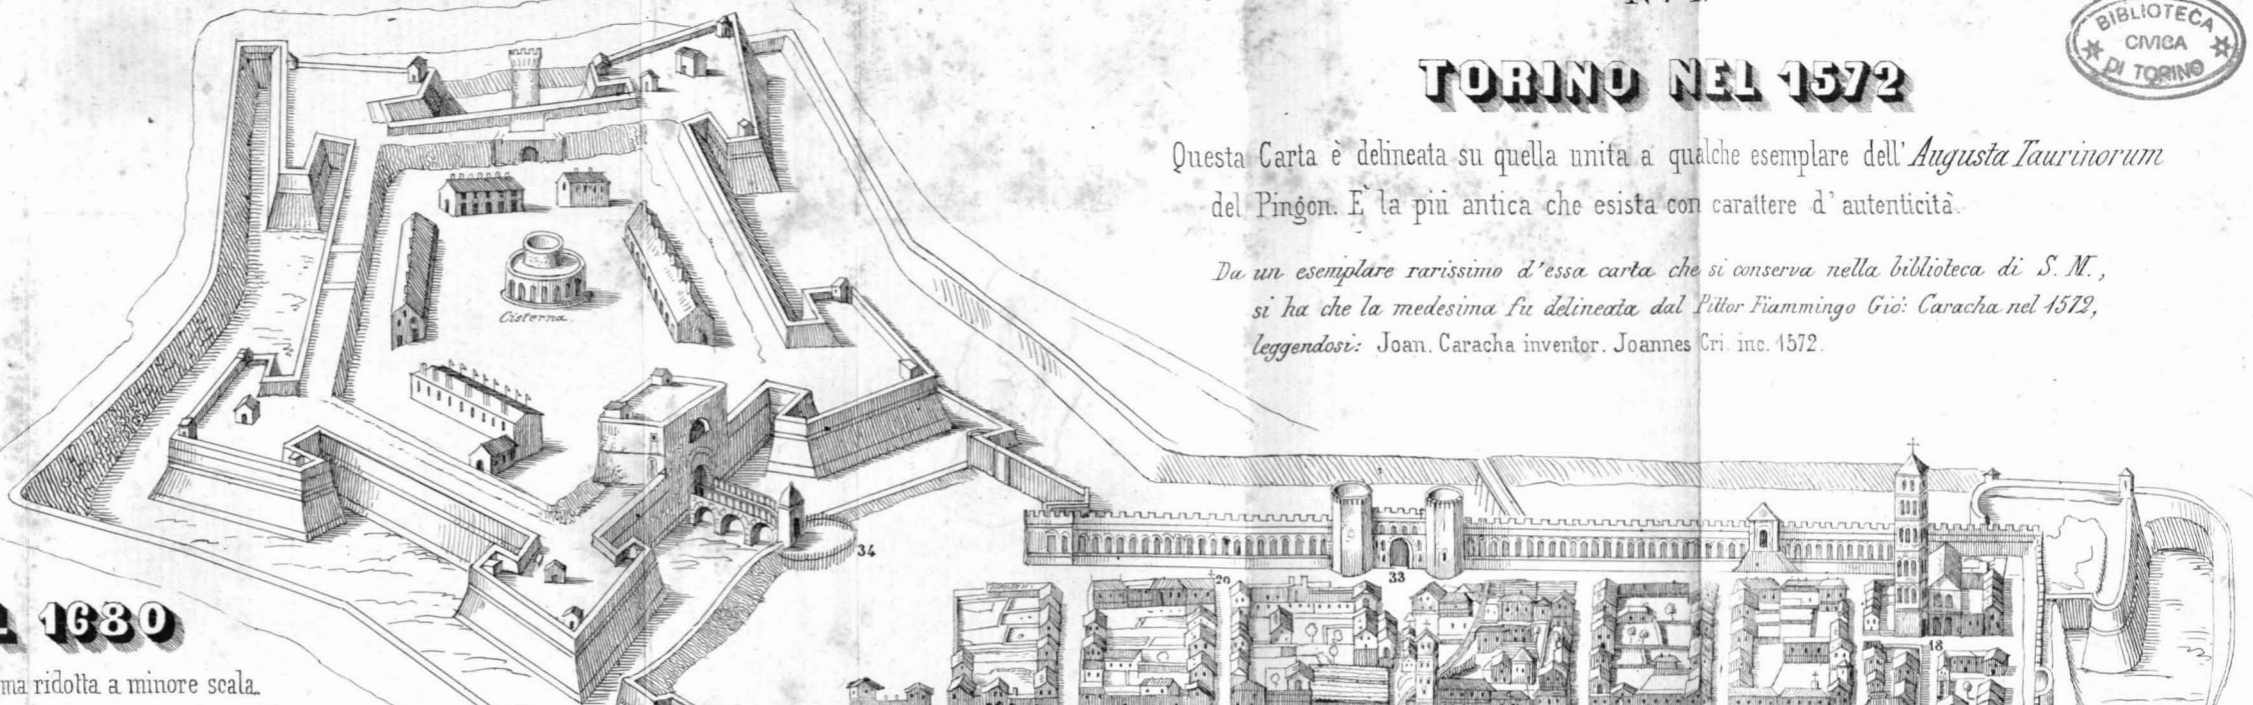 TORINO NEL 1572
BIBLIOTECA
CIVICA
DI TORINO
Questa Carta è delineata su quella unita a qualche esemplare dell'Augusta Taurinorum
del Pingon. È la più antica che esista con carattere d'autenticità.
Da un esemplare rarissimo d'essa carta che si conserva nella biblioteca di S. M.,
si ha che la medesima fu delineata dal Pittor Fiammingo Gio: Caracha nel 1572,
leggendosi: Joan. Caracha inventor. Joannes Cri. inc. 1572.
Cisterna.
34
20
33
18
1680
ridotta a minore scala.